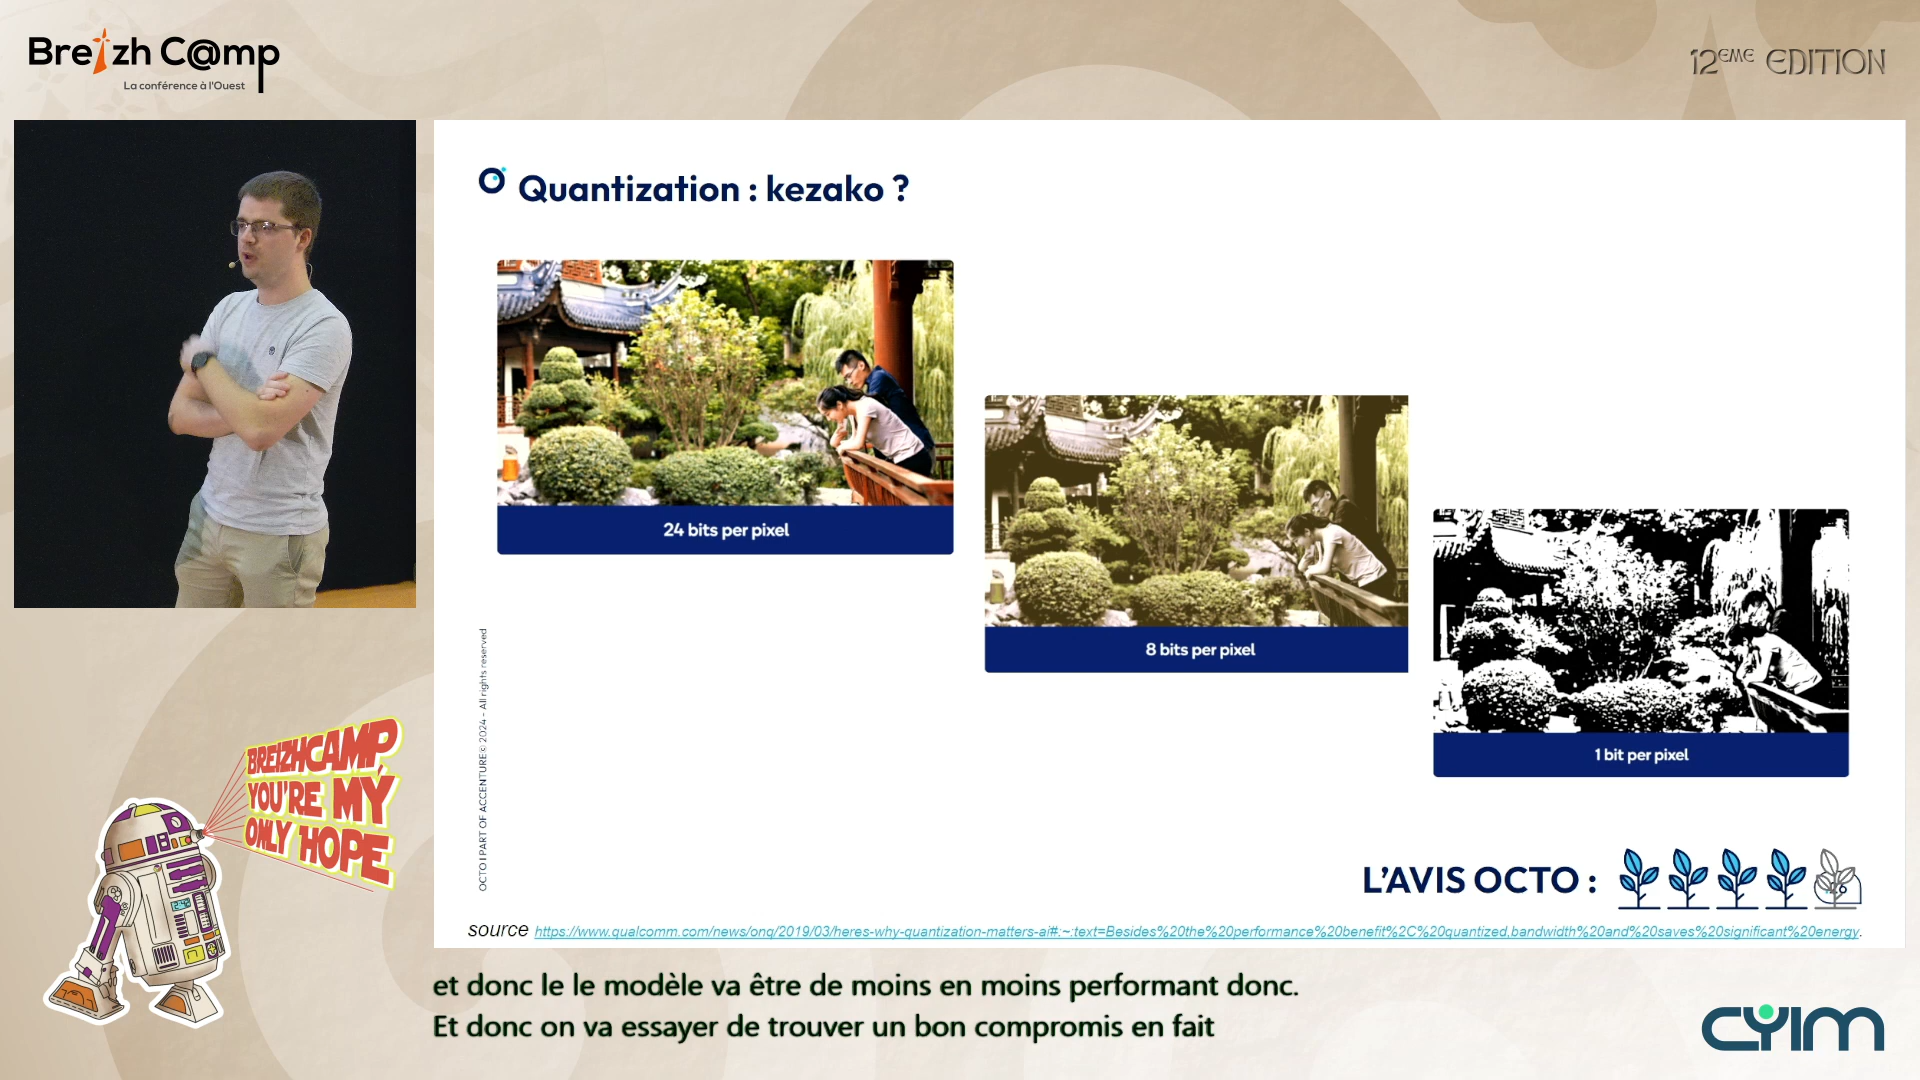 Breizh C@mp
La conférence à l'Ouest
12EME EDITION
Quantization : kezako ?
24 bits per pixel
8 bits per pixel
1 bit per pixel
OCTO I PART OF ACCENTURE © 2024 - All rights reserved
BREIZHCAMP,
YOU'RE MY
ONLY HOPE
L'AVIS OCTO :
source https://www.qualcomm.com/news/onq/2019/03/heres-why-quantization-matters-ai#:~:text=Besides%20the%20performance%20benefit%2C%20quantized,bandwidth%20and%20saves%20significant%20energy.
et donc le le modèle va être de moins en moins performant donc.
Et donc on va essayer de trouver un bon compromis en fait
CYIM